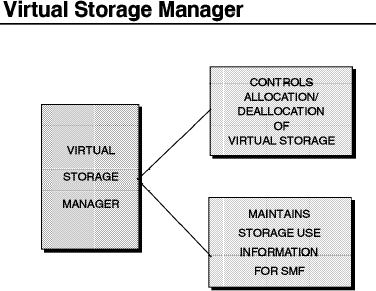 Virtual Storage Manager
VIRTUAL
STORAGE
MANAGER
CONTROLS
ALLOCATION/
DEALLOCATION
OF
VIRTUAL STORAGE
MAINTAINS
STORAGE USE
INFORMATION
FOR SMF